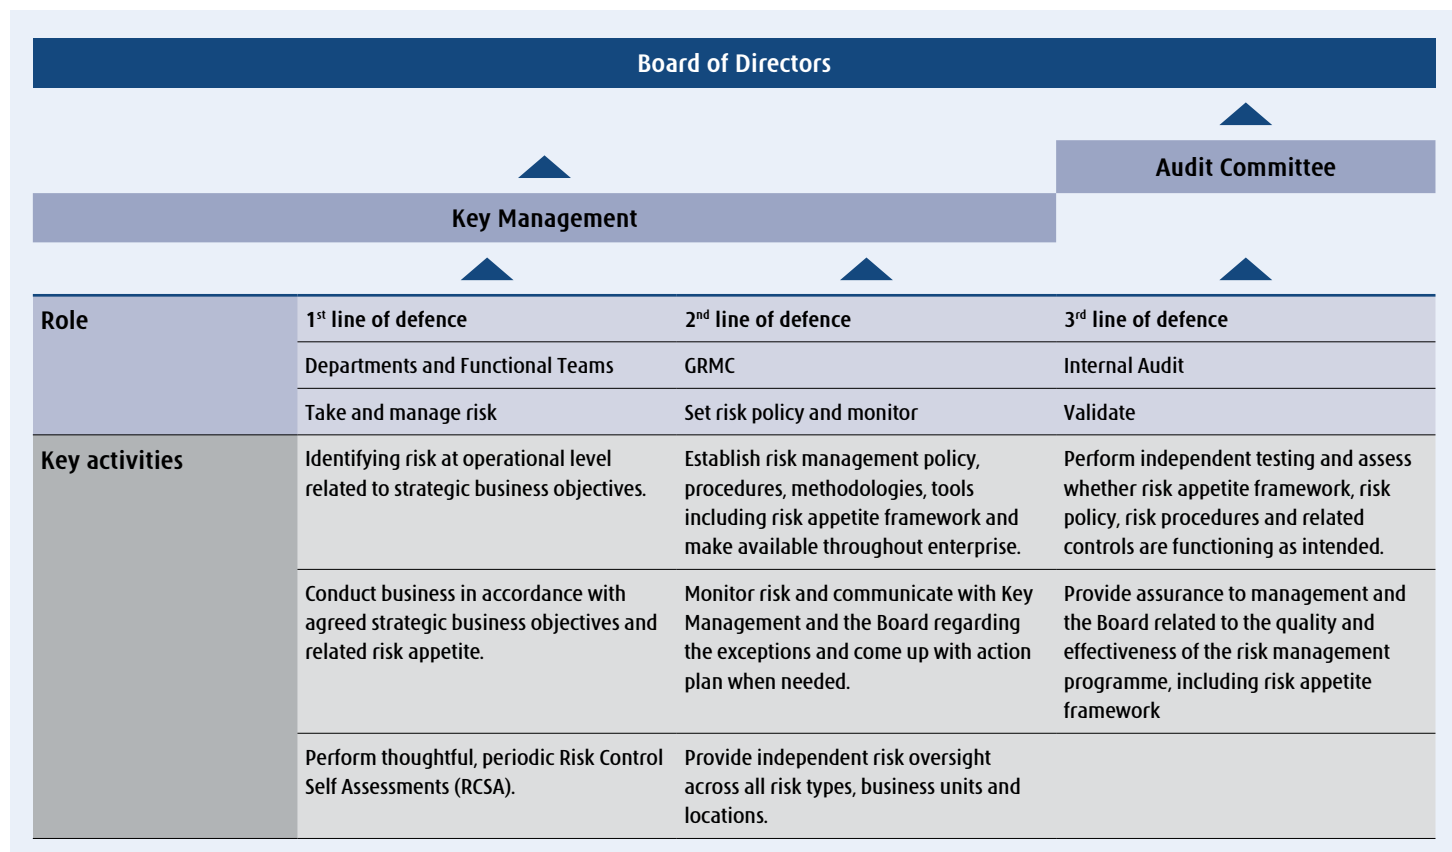 Board of Directors
Audit Committee
Key Management
Role
1st line of defence
2nd line of defence
3rd line of defence
Departments and Functional Teams
GRMC
Internal Audit
Take and manage risk
Set risk policy and monitor
Validate
Key activities
Identifying risk at operational level
related to strategic business objectives.
Establish risk management policy,
procedures, methodologies, tools
including risk appetite framework and
make available throughout enterprise.
Perform independent testing and assess
whether risk appetite framework, risk
policy, risk procedures and related
controls are functioning as intended.
Conduct business in accordance with
agreed strategic business objectives and
related risk appetite.
Monitor risk and communicate with Key
Management and the Board regarding
the exceptions and come up with action
plan when needed.
Provide assurance to management and
the Board related to the quality and
effectiveness of the risk management
programme, including risk appetite
framework
Perform thoughtful, periodic Risk Control
Self Assessments (RCSA).
Provide independent risk oversight
across all risk types, business units and
locations.